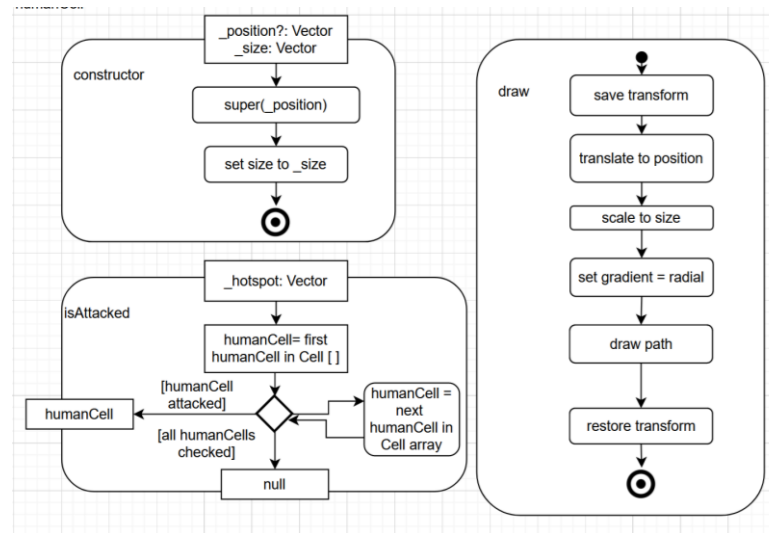 humanCell
_position?: Vector
_size: Vector
constructor
super(_position)
set size to _size
draw
save transform
translate to position
scale to size
set gradient = radial
draw path
restore transform
_hotspot: Vector
isAttacked
humanCell= first
humanCell in Cell [ ]
[humanCell
attacked]
humanCell
humanCell =
next
humanCell in
Cell array
[all humanCells
checked]
null